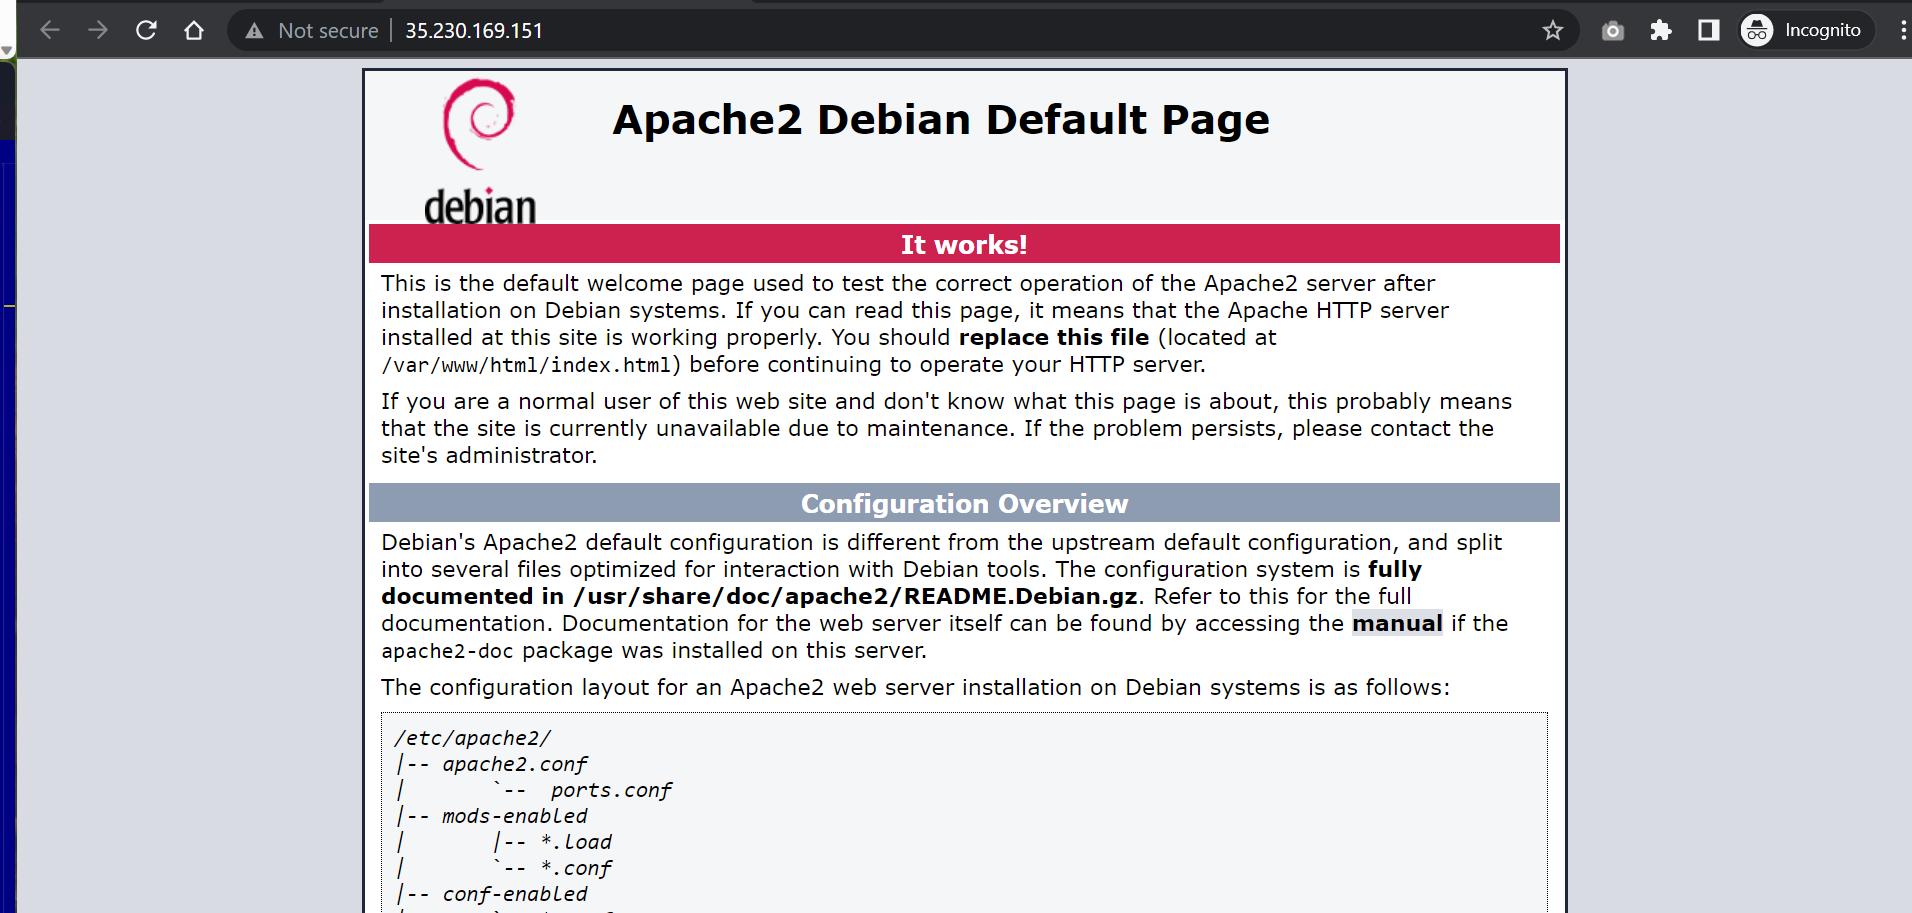 Not secure 35.230.169.151 Incognito
debian
Apache2 Debian Default Page
It works!
This is the default welcome page used to test the correct operation of the Apache2 server after
installation on Debian systems. If you can read this page, it means that the Apache HTTP server
installed at this site is working properly. You should replace this file (located at
/var/www/html/index.html) before continuing to operate your HTTP server.
If you are a normal user of this web site and don't know what this page is about, this probably means
that the site is currently unavailable due to maintenance. If the problem persists, please contact the
site's administrator.
Configuration Overview
Debian's Apache2 default configuration is different from the upstream default configuration, and split
into several files optimized for interaction with Debian tools. The configuration system is fully
documented in /usr/share/doc/apache2/README.Debian.gz. Refer to this for the full
documentation. Documentation for the web server itself can be found by accessing the manual if the
apache2-doc package was installed on this server.
The configuration layout for an Apache2 web server installation on Debian systems is as follows:
/etc/apache2/
|-- apache2.conf
|       `--  ports.conf
|-- mods-enabled
|       |-- *.load
|       `-- *.conf
|-- conf-enabled